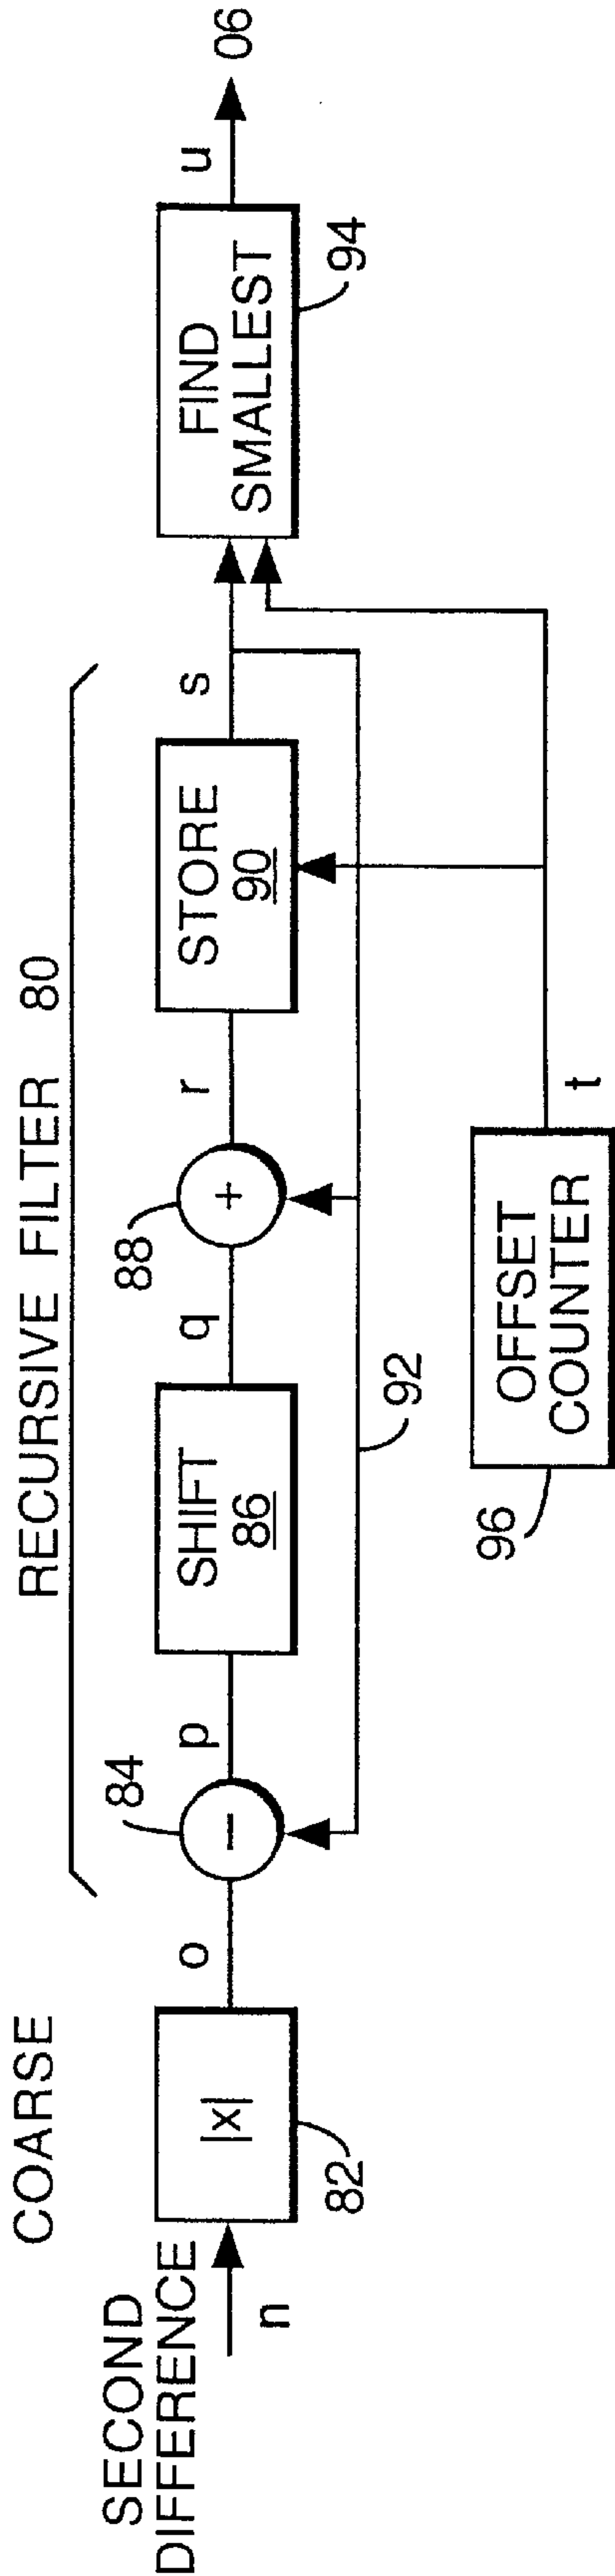 COARSE
RECURSIVE FILTER 80
SECOND
DIFFERENCE
n
|x|
82
o
84
−
p
SHIFT
86
q
88
+
r
STORE
90
s
FIND
SMALLEST
94
u
06
92
OFFSET
COUNTER
96
t